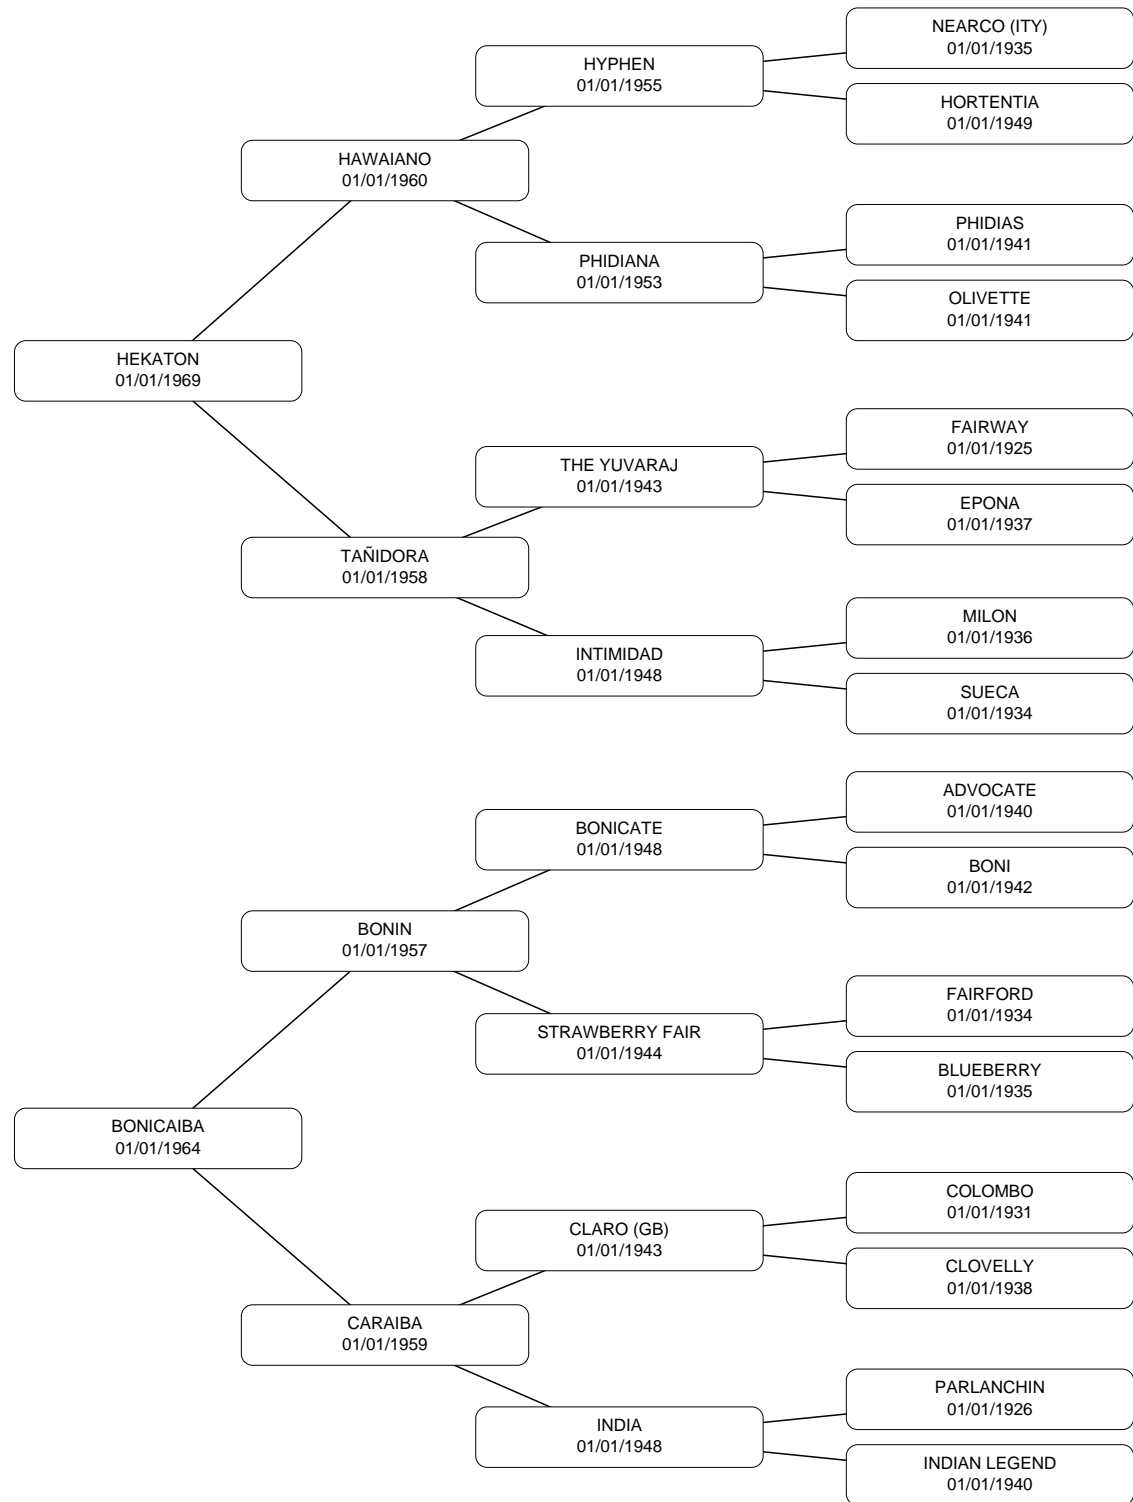 NEARCO (ITY)
01/01/1935
HYPHEN
01/01/1955
HORTENTIA
01/01/1949
HAWAIANO
01/01/1960
PHIDIAS
01/01/1941
PHIDIANA
01/01/1953
OLIVETTE
01/01/1941
HEKATON
01/01/1969
FAIRWAY
01/01/1925
THE YUVARAJ
01/01/1943
EPONA
01/01/1937
TAÑIDORA
01/01/1958
MILON
01/01/1936
INTIMIDAD
01/01/1948
SUECA
01/01/1934
ADVOCATE
01/01/1940
BONICATE
01/01/1948
BONI
01/01/1942
BONIN
01/01/1957
FAIRFORD
01/01/1934
STRAWBERRY FAIR
01/01/1944
BLUEBERRY
01/01/1935
BONICAIBA
01/01/1964
COLOMBO
01/01/1931
CLARO (GB)
01/01/1943
CLOVELLY
01/01/1938
CARAIBA
01/01/1959
PARLANCHIN
01/01/1926
INDIA
01/01/1948
INDIAN LEGEND
01/01/1940